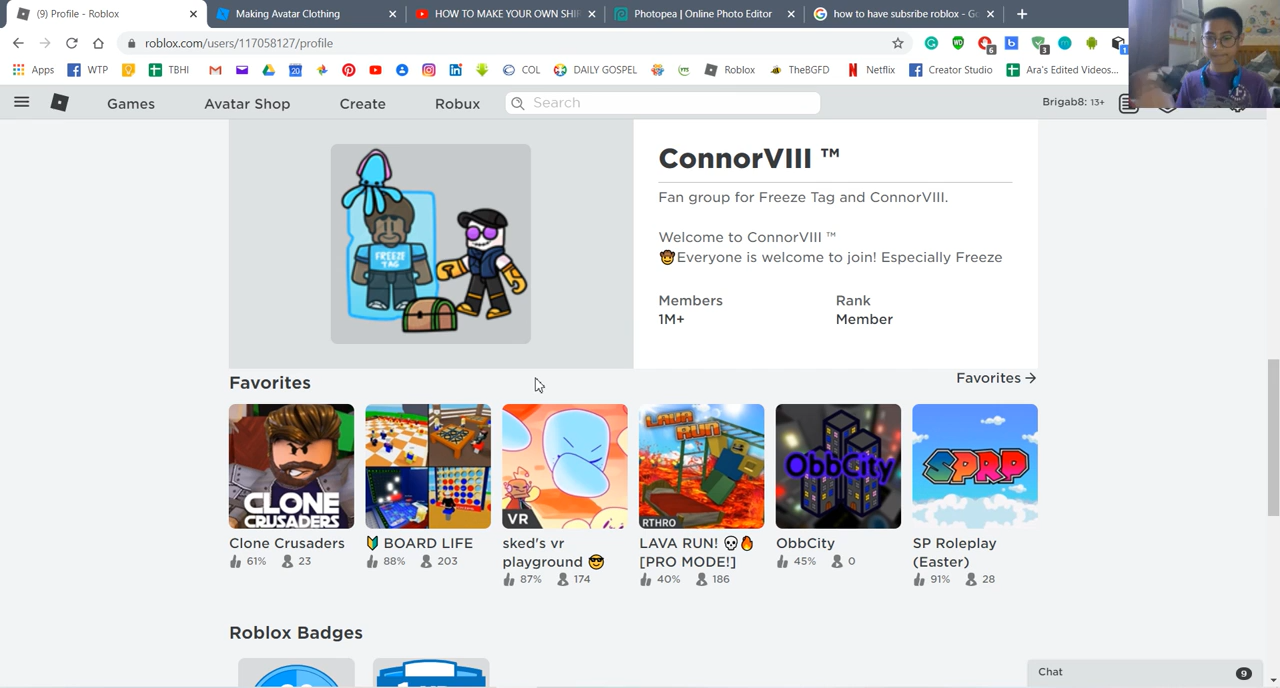 (9) Profile - Roblox
Making Avatar Clothing
HOW TO MAKE YOUR OWN SHI
Photopea | Online Photo Editor
how to have subsribe roblox - Go
roblox.com/users/117058127/profile
Apps
WTP
TBHI
COL
DAILY GOSPEL
Roblox
TheBGFD
Netflix
Creator Studio
Ara's Edited Videos...
Games
Avatar Shop
Create
Robux
Search
Brigab8: 13+
FREEZE
TAG
ConnorVIII ™
Fan group for Freeze Tag and ConnorVIII.
Welcome to ConnorVIII ™
🤠Everyone is welcome to join! Especially Freeze
Members
Rank
1M+
Member
Favorites
Favorites →
CLONE
CRUSADERS
VR
LAVA
RUN
RTHRO
ObbCity
SPRP
Clone Crusaders
61% 23
🔰 BOARD LIFE
88% 203
sked's vr
playground 😎
87% 174
LAVA RUN! 💀🔥
[PRO MODE!]
40% 186
ObbCity
45% 0
SP Roleplay
(Easter)
91% 28
Roblox Badges
Chat
9